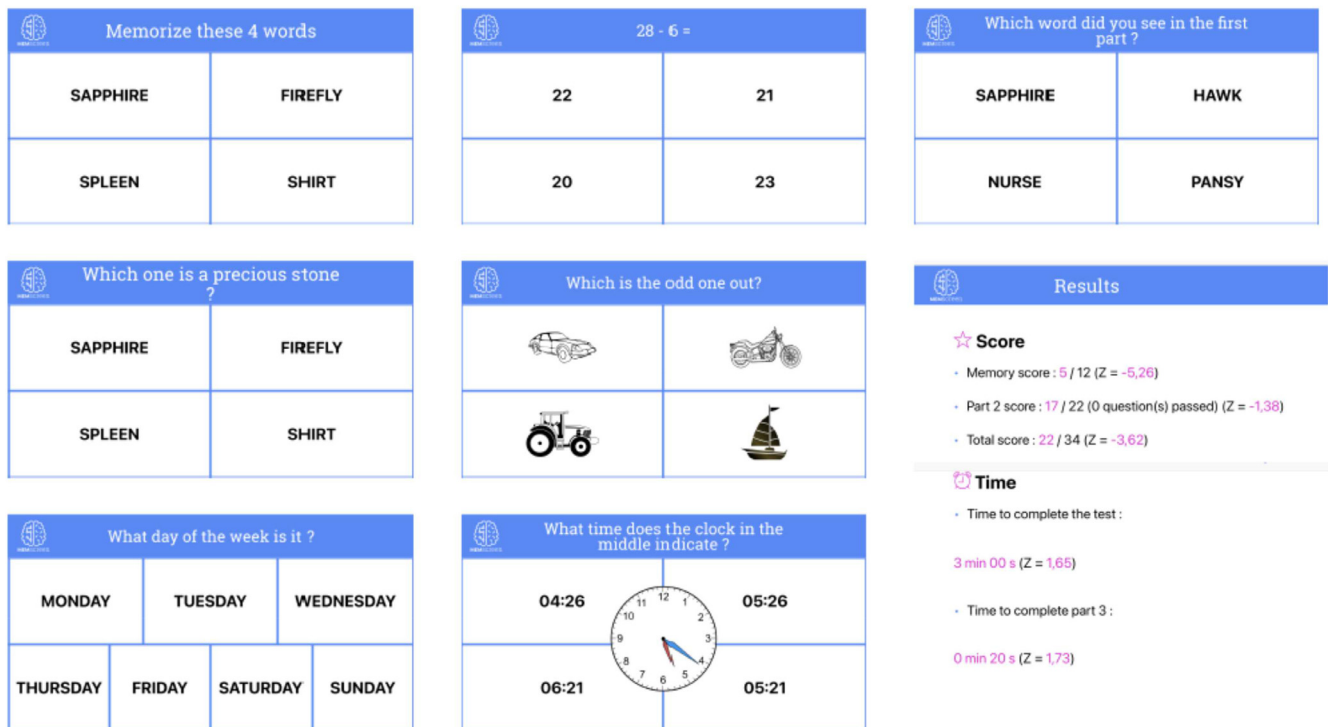 Memorize these 4 words
SAPPHIRE
FIREFLY
SPLEEN
SHIRT
28 - 6 =
22
21
20
23
Which word did you see in the first
part ?
SAPPHIRE
HAWK
NURSE
PANSY
Which one is a precious stone
?
SAPPHIRE
FIREFLY
SPLEEN
SHIRT
Which is the odd one out?
Results
Score
• Memory score : 5 / 12 (Z = -5,26)
• Part 2 score : 17 / 22 (0 question(s) passed) (Z = -1,38)
• Total score : 22 / 34 (Z = -3,62)
Time
• Time to complete the test :
3 min 00 s (Z = 1,65)
• Time to complete part 3 :
0 min 20 s (Z = 1,73)
What day of the week is it ?
MONDAY
TUESDAY
WEDNESDAY
THURSDAY
FRIDAY
SATURDAY
SUNDAY
What time does the clock in the
middle indicate ?
04:26
05:26
06:21
05:21
12
1
2
3
4
5
6
7
8
9
10
11